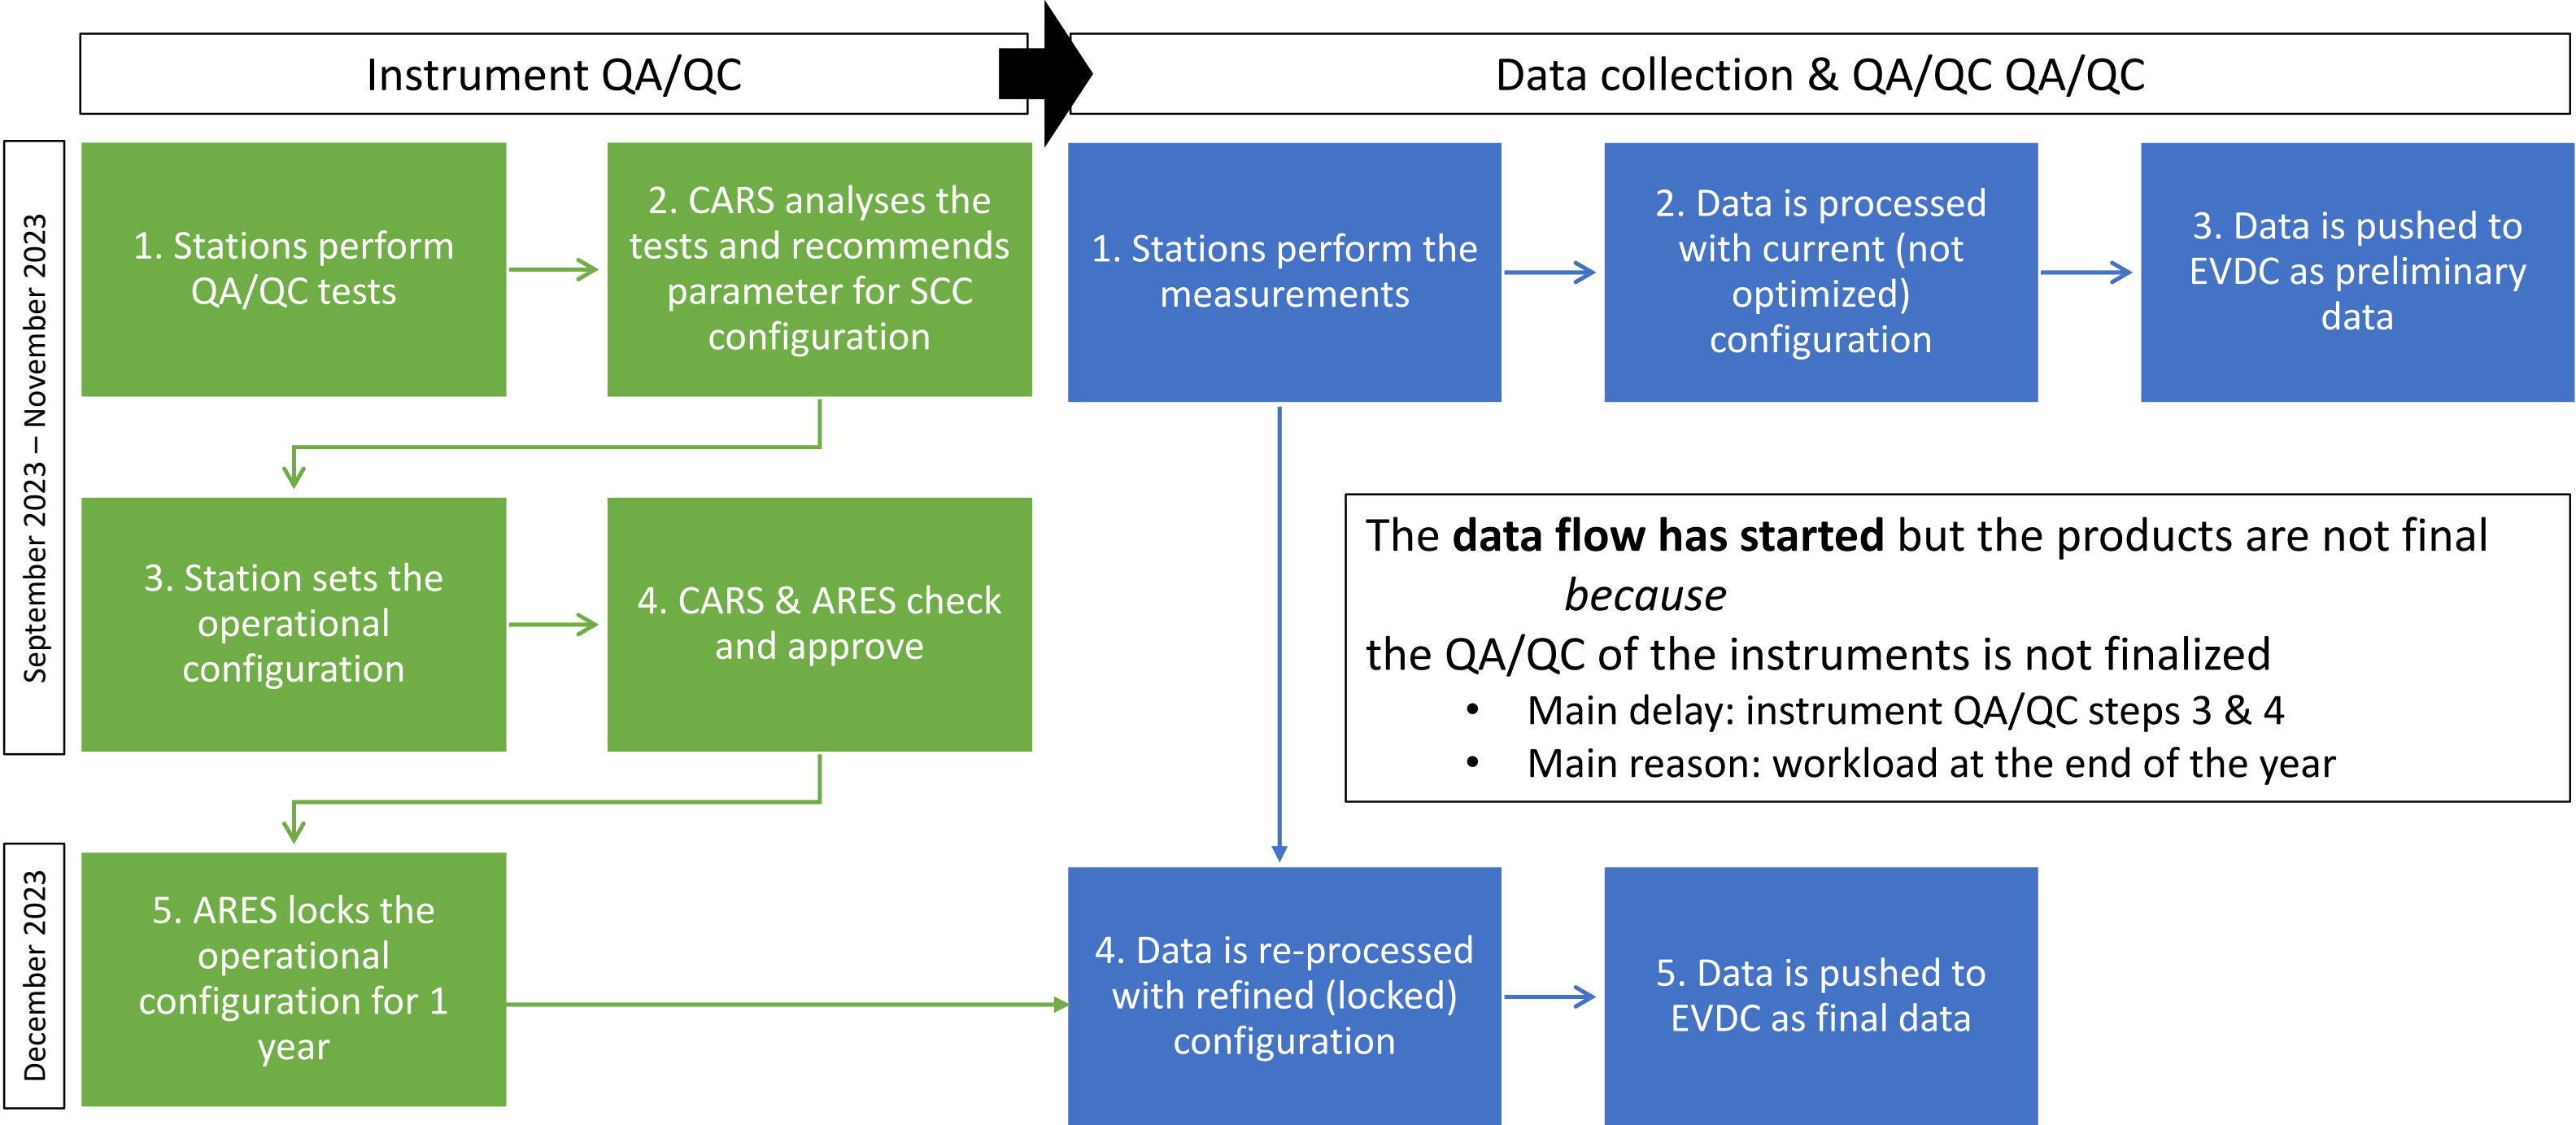 Instrument QA/QC
Data collection & QA/QC QA/QC
September 2023 – November 2023
1. Stations perform
QA/QC tests
2. CARS analyses the
tests and recommends
parameter for SCC
configuration
1. Stations perform the
measurements
2. Data is processed
with current (not
optimized)
configuration
3. Data is pushed to
EVDC as preliminary
data
3. Station sets the
operational
configuration
4. CARS & ARES check
and approve
The data flow has started but the products are not final
because
the QA/QC of the instruments is not finalized
• Main delay: instrument QA/QC steps 3 & 4
• Main reason: workload at the end of the year
December 2023
5. ARES locks the
operational
configuration for 1
year
4. Data is re-processed
with refined (locked)
configuration
5. Data is pushed to
EVDC as final data